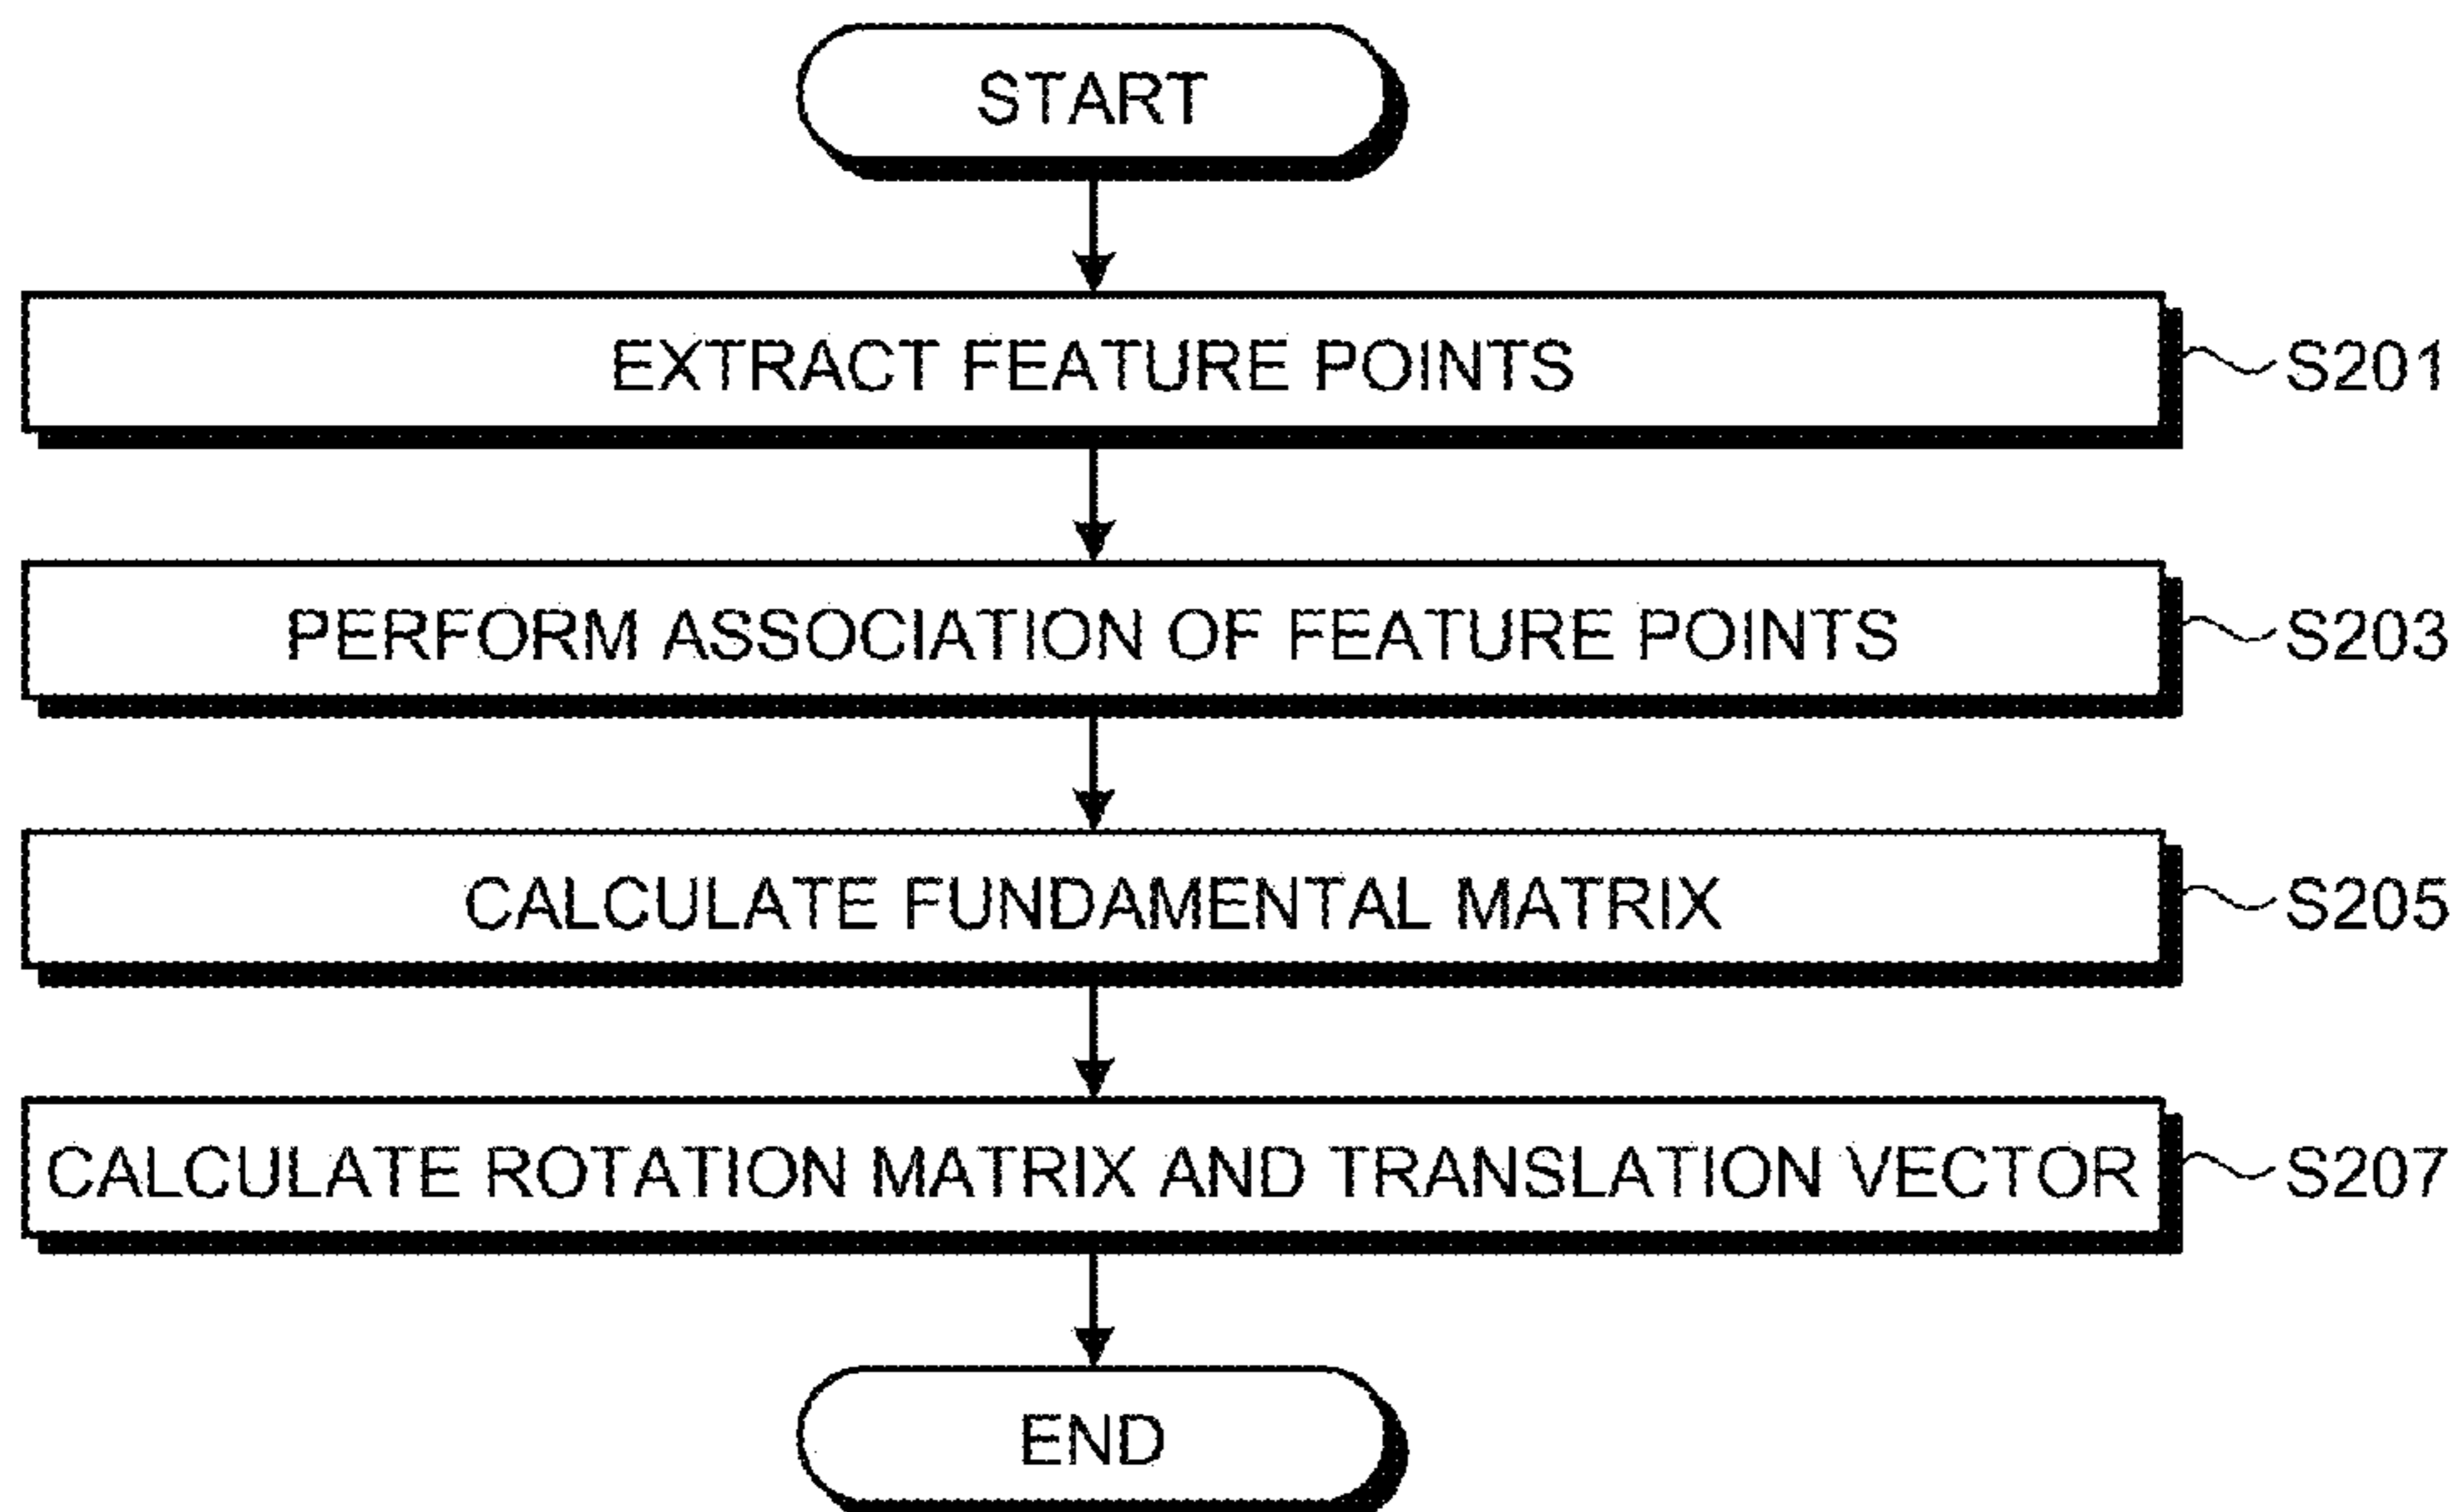 START
EXTRACT FEATURE POINTS
S201
PERFORM ASSOCIATION OF FEATURE POINTS
S203
CALCULATE FUNDAMENTAL MATRIX
S205
CALCULATE ROTATION MATRIX AND TRANSLATION VECTOR
S207
END